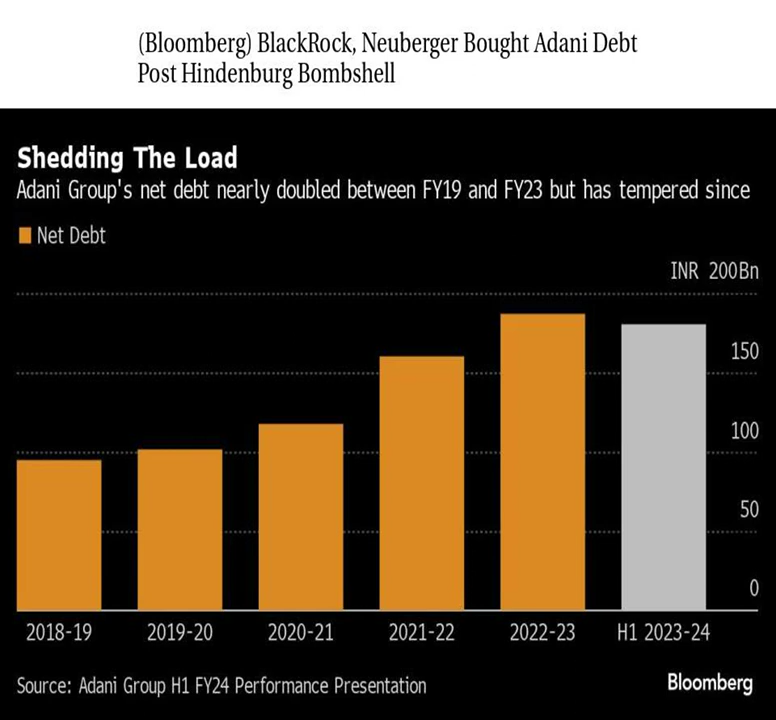 (Bloomberg) BlackRock, Neuberger Bought Adani Debt
Post Hindenburg Bombshell
Shedding The Load
Adani Group's net debt nearly doubled between FY19 and FY23 but has tempered since
Net Debt
INR 200Bn
150
100
50
0
2018-19 2019-20 2020-21 2021-22 2022-23 H1 2023-24
Source: Adani Group H1 FY24 Performance Presentation
Bloomberg